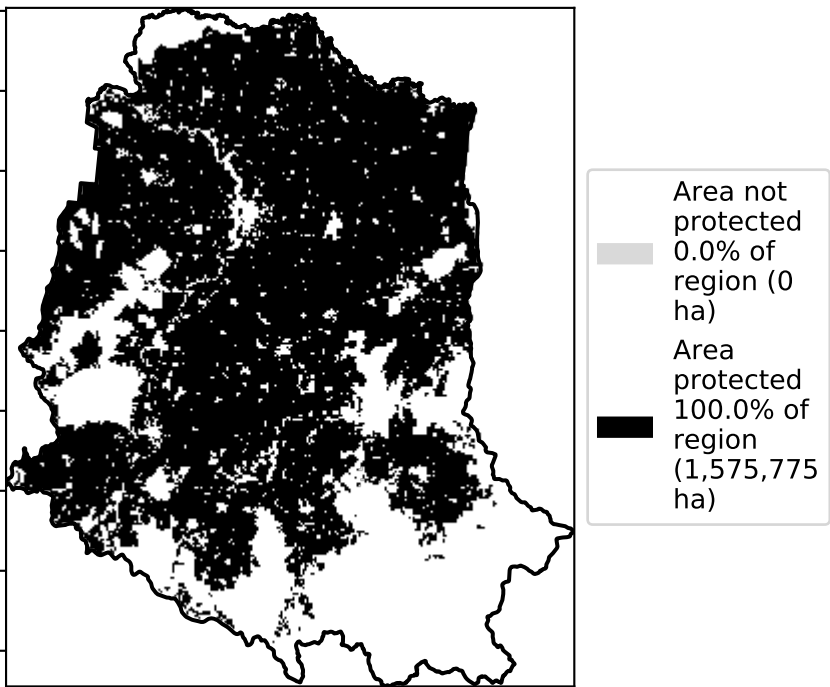 Area not
protected
0.0% of
region (0
ha)
Area
protected
100.0% of
region
(1,575,775
ha)